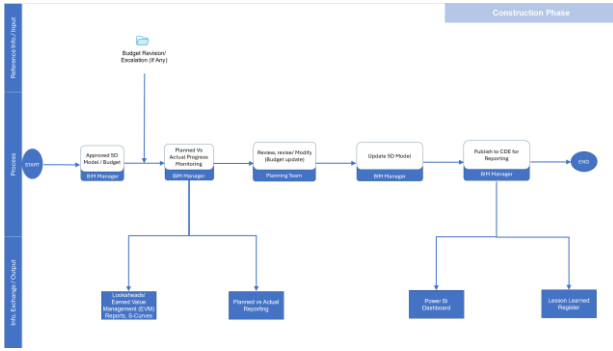 Construction Phase
Reference Info / Input
Budget Revision/
Escalation (If Any)
Process
START
Approved 5D
Model / Budget
BIM Manager
Planned Vs
Actual Progress
Monitoring
BIM Manager
Review, revise/ Modify
(Budget update)
Planning Team
Update 5D Model
BIM Manager
Publish to CDE for
Reporting
BIM Manager
END
Info. Exchange / Output
Lookaheads/
Earned Value
Management (EVM)
Reports, S-Curves
Planned vs Actual
Reporting
Power BI
Dashboard
Lesson Learned
Register